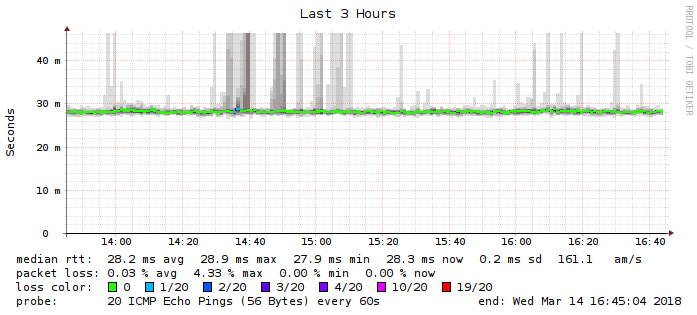 Last 3 Hours
RRDTOOL / TOBI OETIKER
Seconds
40 m
30 m
20 m
10 m
0
14:00 14:20 14:40 15:00 15:20 15:40 16:00 16:20 16:40
median rtt: 28.2 ms avg 28.9 ms max 27.9 ms min 28.3 ms now 0.2 ms sd 161.1 am/s
packet loss: 0.03 % avg 4.33 % max 0.00 % min 0.00 % now
loss color: 0 1/20 2/20 3/20 4/20 10/20 19/20
probe: 20 ICMP Echo Pings (56 Bytes) every 60s end: Wed Mar 14 16:45:04 2018